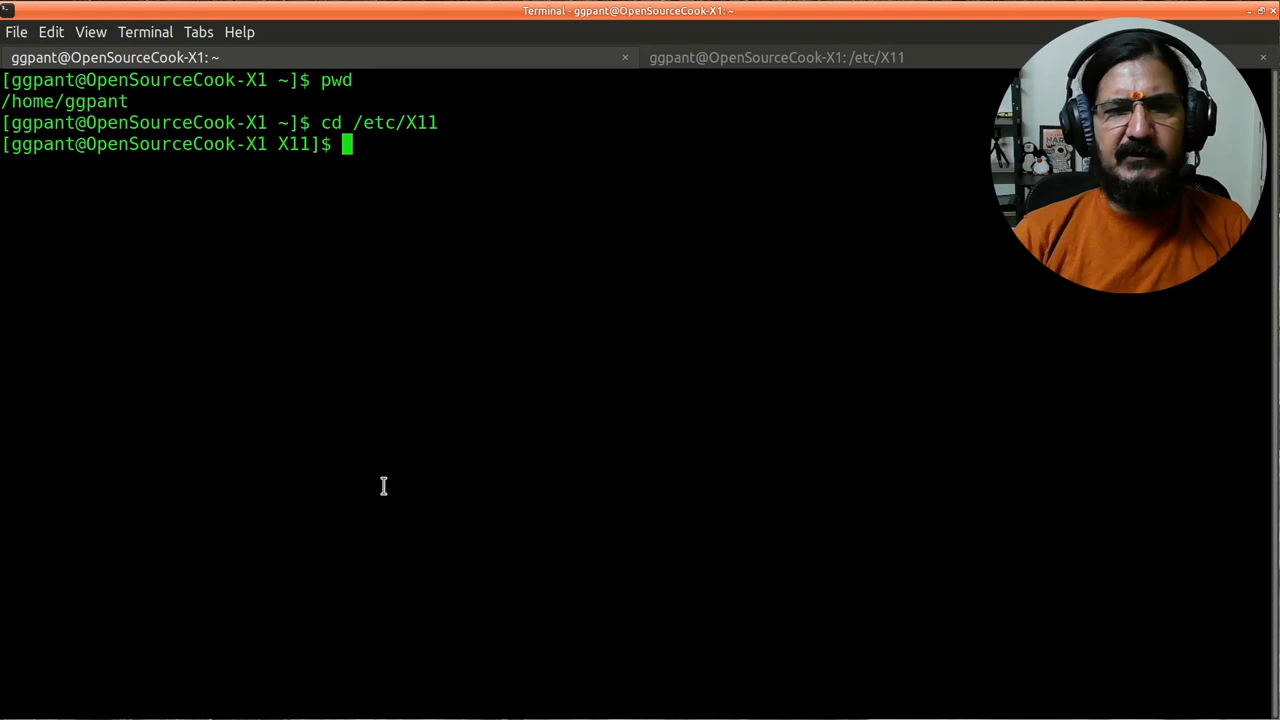 Terminal - ggpant@OpenSourceCook-X1: ~
File Edit View Terminal Tabs Help
ggpant@OpenSourceCook-X1: ~ × ggpant@OpenSourceCook-X1: /etc/X11 ×
[ggpant@OpenSourceCook-X1 ~]$ pwd
/home/ggpant
[ggpant@OpenSourceCook-X1 ~]$ cd /etc/X11
[ggpant@OpenSourceCook-X1 X11]$